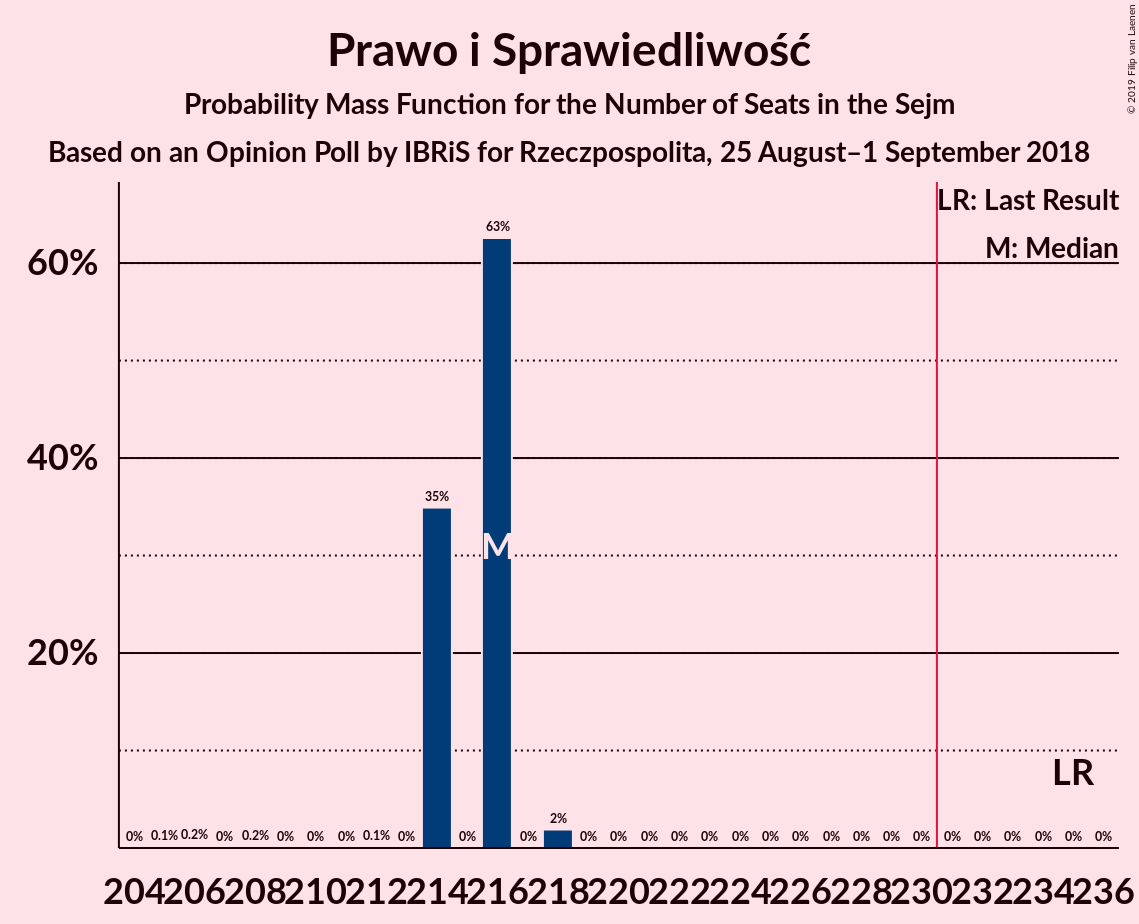 Prawo i Sprawiedliwość
Probability Mass Function for the Number of Seats in the Sejm
Based on an Opinion Poll by IBRiS for Rzeczpospolita, 25 August–1 September 2018
© 2019 Filip van Laenen
LR: Last Result
M: Median
60%
40%
20%
0% 0.1% 0.2% 0% 0.2% 0% 0% 0% 0.1% 0% 35% 0% 63% 0% 2% 0% 0% 0% 0% 0% 0% 0% 0% 0% 0% 0% 0% 0% 0% 0% 0% 0% 0%
M
LR
204 206 208 210 212 214 216 218 220 222 224 226 228 230 232 234 236